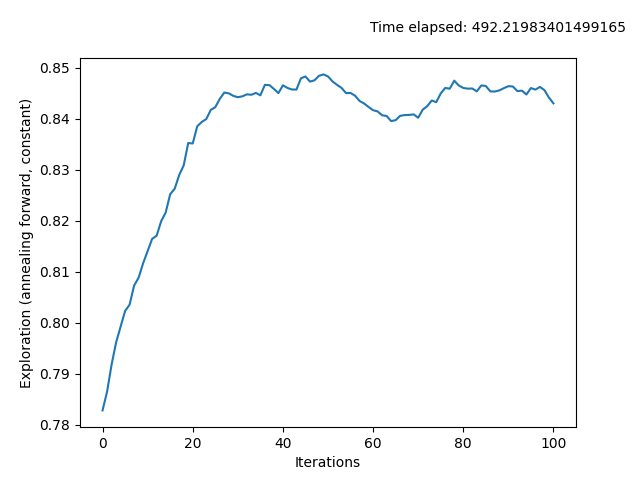 Time elapsed: 492.21983401499165
0.85
0.84
0.83
0.82
0.81
0.80
0.79
0.78
Exploration (annealing forward, constant)
0 20 40 60 80 100
Iterations